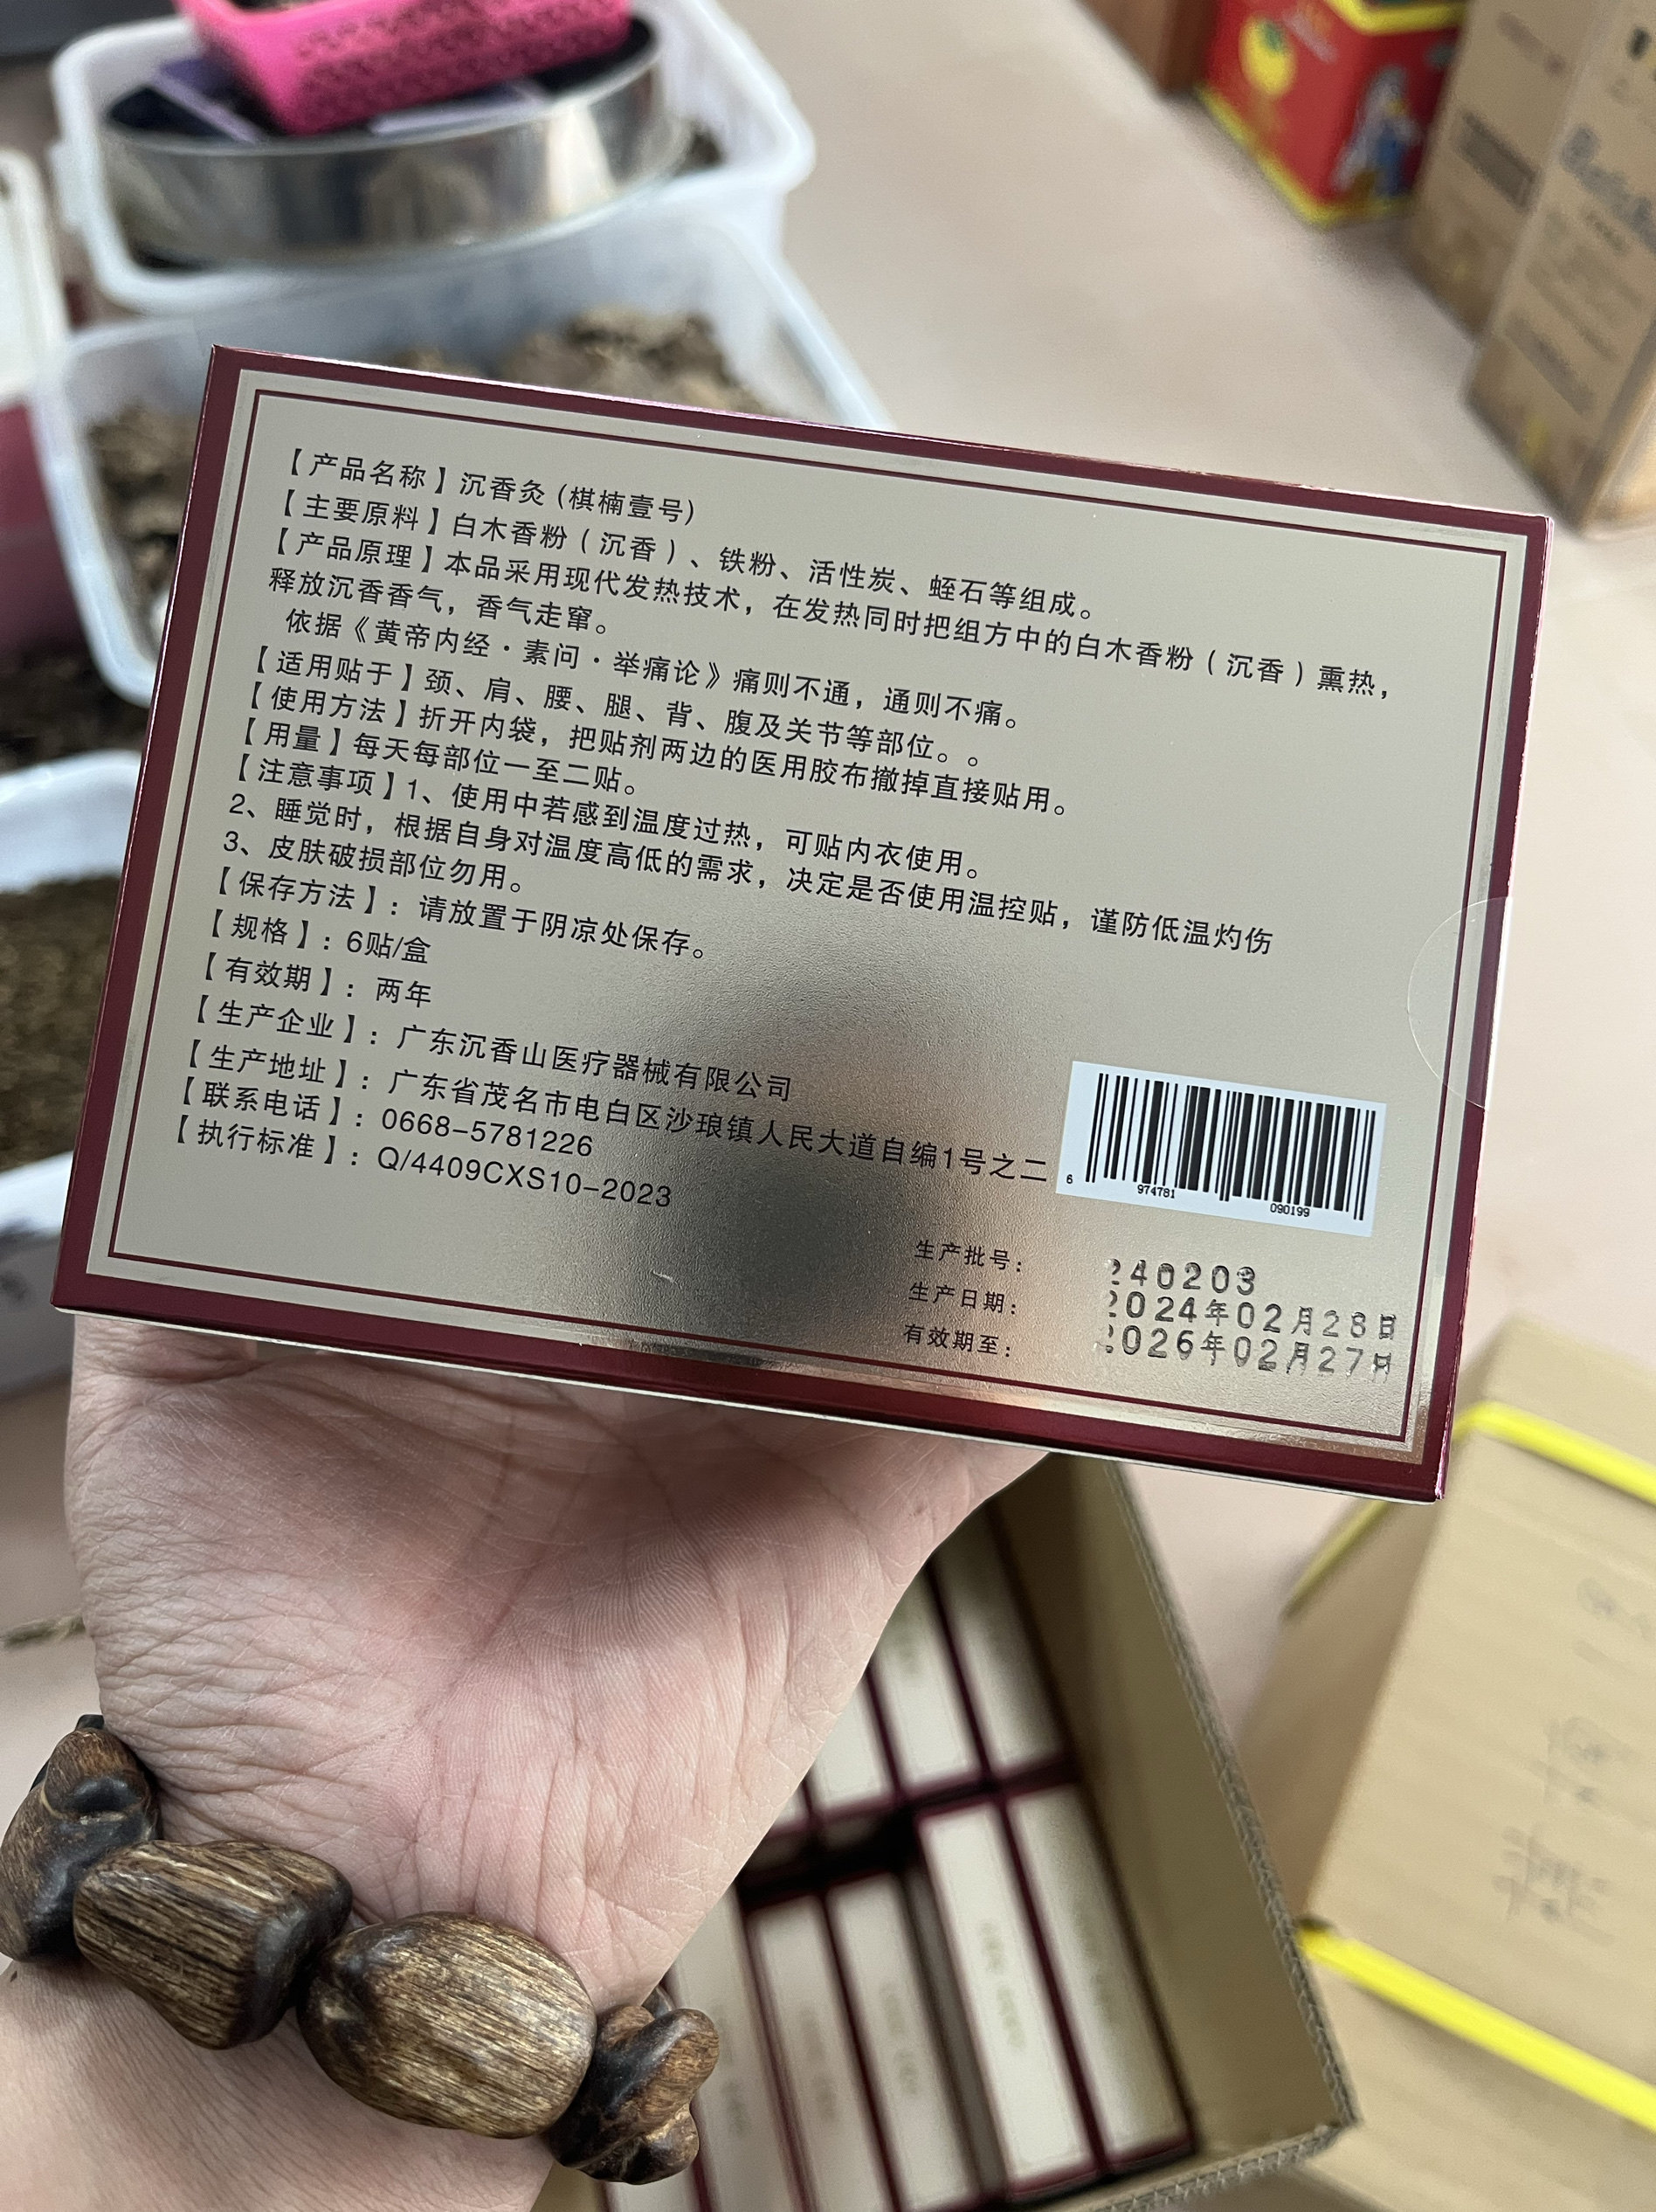 【产品名称】沉香灸（棋楠壹号）
【主要原料】白木香粉（沉香）、铁粉、活性炭、蛭石等组成。
【产品原理】本品采用现代发热技术，在发热同时把组方中的白木香粉（沉香）熏热，
释放沉香香气，香气走窜。
依据《黄帝内经·素问·举痛论》痛则不通，通则不痛。
【适用贴于】颈、肩、腰、腿、背、腹及关节等部位。。
【使用方法】折开内袋，把贴剂两边的医用胶布撤掉直接贴用。
【用量】每天每部位一至二贴。
【注意事项】1、使用中若感到温度过热，可贴内衣使用。
2、睡觉时，根据自身对温度高低的需求，决定是否使用温控贴，谨防低温灼伤
3、皮肤破损部位勿用。
【保存方法】：请放置于阴凉处保存。
【规格】：6贴/盒
【有效期】：两年
【生产企业】：广东沉香山医疗器械有限公司
【生产地址】：广东省茂名市电白区沙琅镇人民大道自编1号之二
【联系电话】：0668-5781226
【执行标准】：Q/4409CXS10-2023
6 974781 090199
生产批号：240203
生产日期：2024年02月28日
有效期至：2026年02月27日